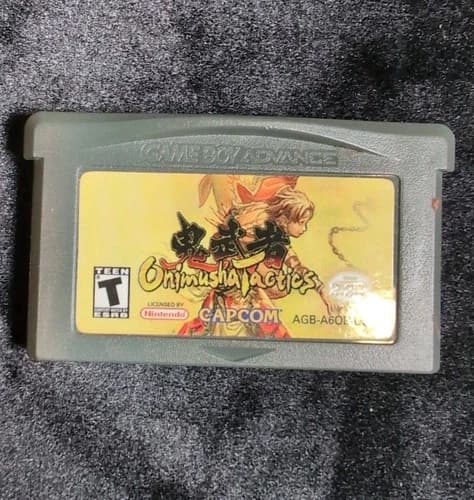 GAME BOY ADVANCE
鬼武者
Onimusha Tactics
TEEN
T
ESRB
LICENSED BY
Nintendo
CAPCOM